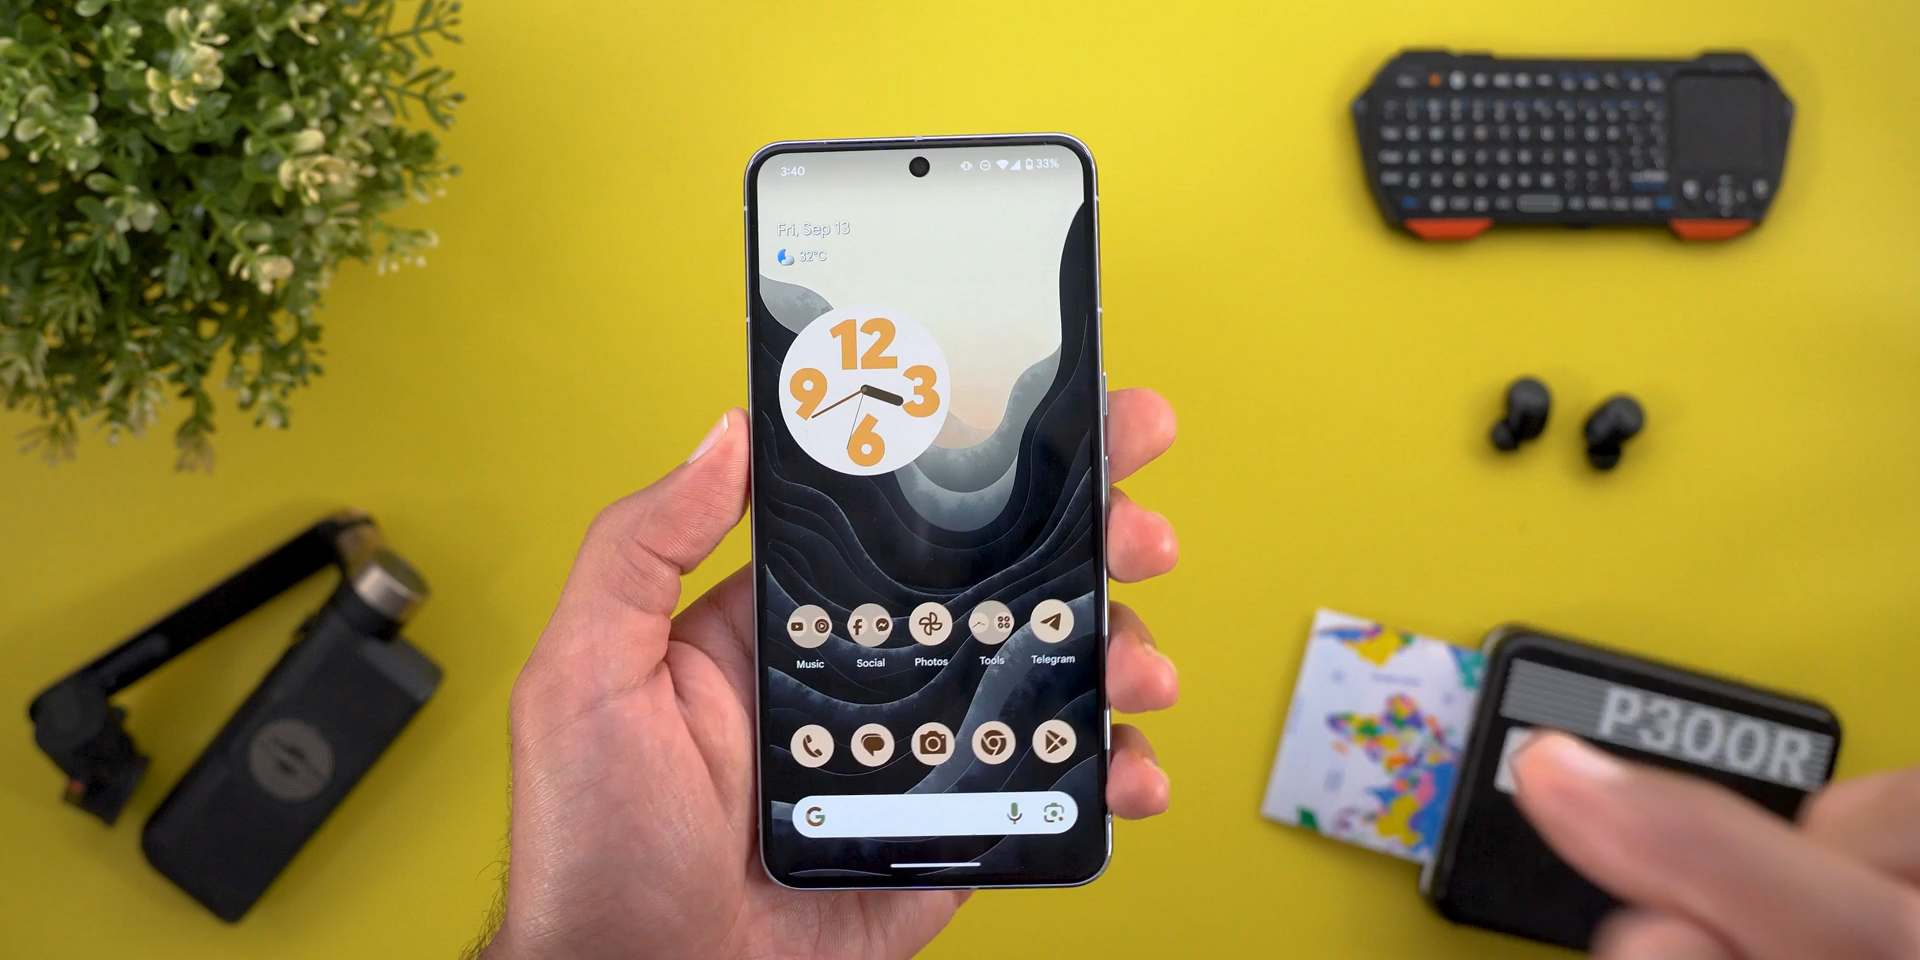 3:40
33%
Fri, Sep 13
32°C
12
9
3
6
Music
Social
Photos
Tools
Telegram
P300R